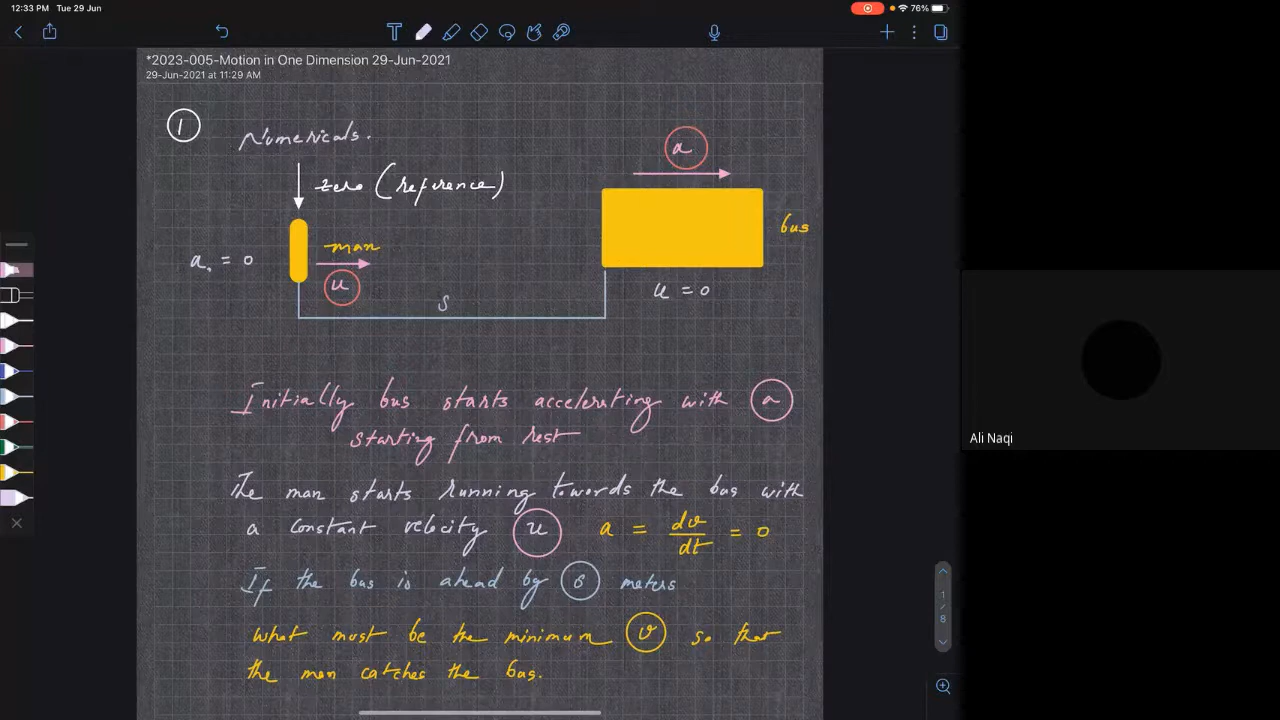 12:33 PM Tue 29 Jun
76%
*2023-005-Motion in One Dimension 29-Jun-2021
29-Jun-2021 at 11:29 AM
1
Numericals.
a
zero (reference)
man
bus
a, = 0
u
s
u = 0
Initially bus starts accelerating with a
starting from rest
The man starts running towords the bus with
a constant velocity u a = dv/dt = 0
If the bus is ahead by s meters
What must be the minimum v so that
the man catches the bus.
1
/
8
Ali Naqi